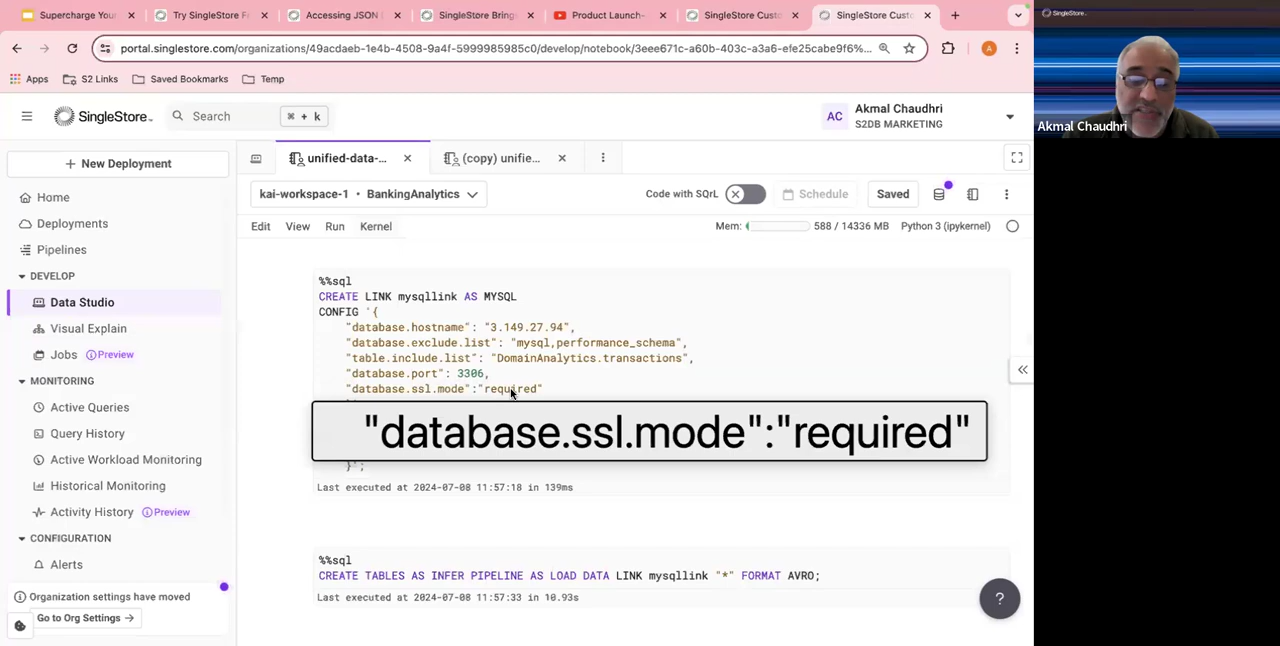 Supercharge Your
Try SingleStore F
Accessing JSON
SingleStore Bring
Product Launch-
SingleStore Custo
SingleStore Custo
portal.singlestore.com/organizations/49acdaeb-1e4b-4508-9a4f-5999985985c0/develop/notebook/3eee671c-a60b-403c-a3a6-efe25cabe9f6%...
A
Apps
S2 Links
Saved Bookmarks
Temp
SingleStore
Search
⌘ + k
AC
Akmal Chaudhri
S2DB MARKETING
SingleStore
Akmal Chaudhri
+ New Deployment
Home
Deployments
Pipelines
DEVELOP
Data Studio
Visual Explain
Jobs Preview
MONITORING
Active Queries
Query History
Active Workload Monitoring
Historical Monitoring
Activity History Preview
CONFIGURATION
Alerts
Organization settings have moved
Go to Org Settings →
unified-data-...
(copy) unifie...
kai-workspace-1 • BankingAnalytics
Code with SQrL
Schedule
Saved
Edit View Run Kernel
Mem: 588 / 14336 MB
Python 3 (ipykernel)
%%sql
CREATE LINK mysqllink AS MYSQL
CONFIG '{
"database.hostname": "3.149.27.94",
"database.exclude.list": "mysql,performance_schema",
"table.include.list": "DomainAnalytics.transactions",
"database.port": 3306,
"database.ssl.mode":"required"
"database.ssl.mode":"required"
}';
Last executed at 2024-07-08 11:57:18 in 139ms
%%sql
CREATE TABLES AS INFER PIPELINE AS LOAD DATA LINK mysqllink "*" FORMAT AVRO;
Last executed at 2024-07-08 11:57:33 in 10.93s
?